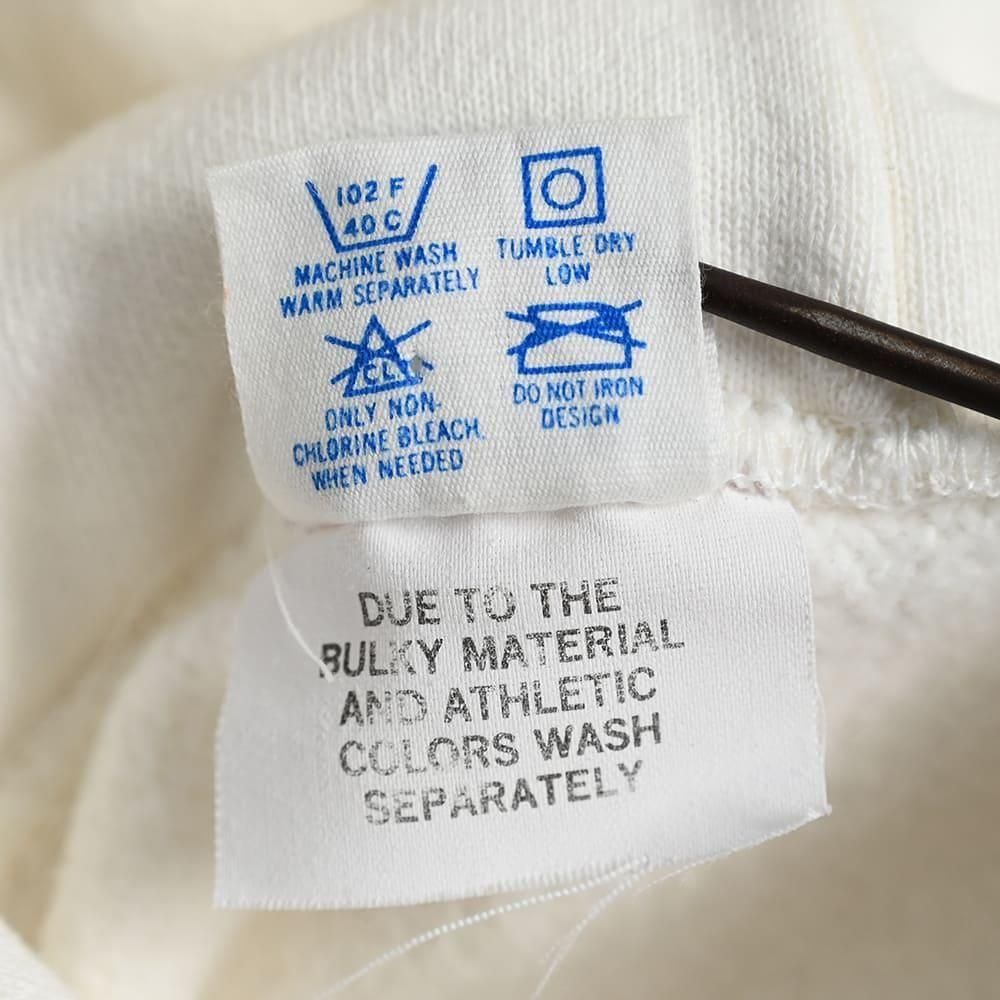 102 F
40 C
MACHINE WASH
WARM SEPARATELY
TUMBLE DRY
LOW
CL
ONLY NON-
CHLORINE BLEACH
WHEN NEEDED
DO NOT IRON
DESIGN
DUE TO THE
BULKY MATERIAL
AND ATHLETIC
COLORS WASH
SEPARATELY